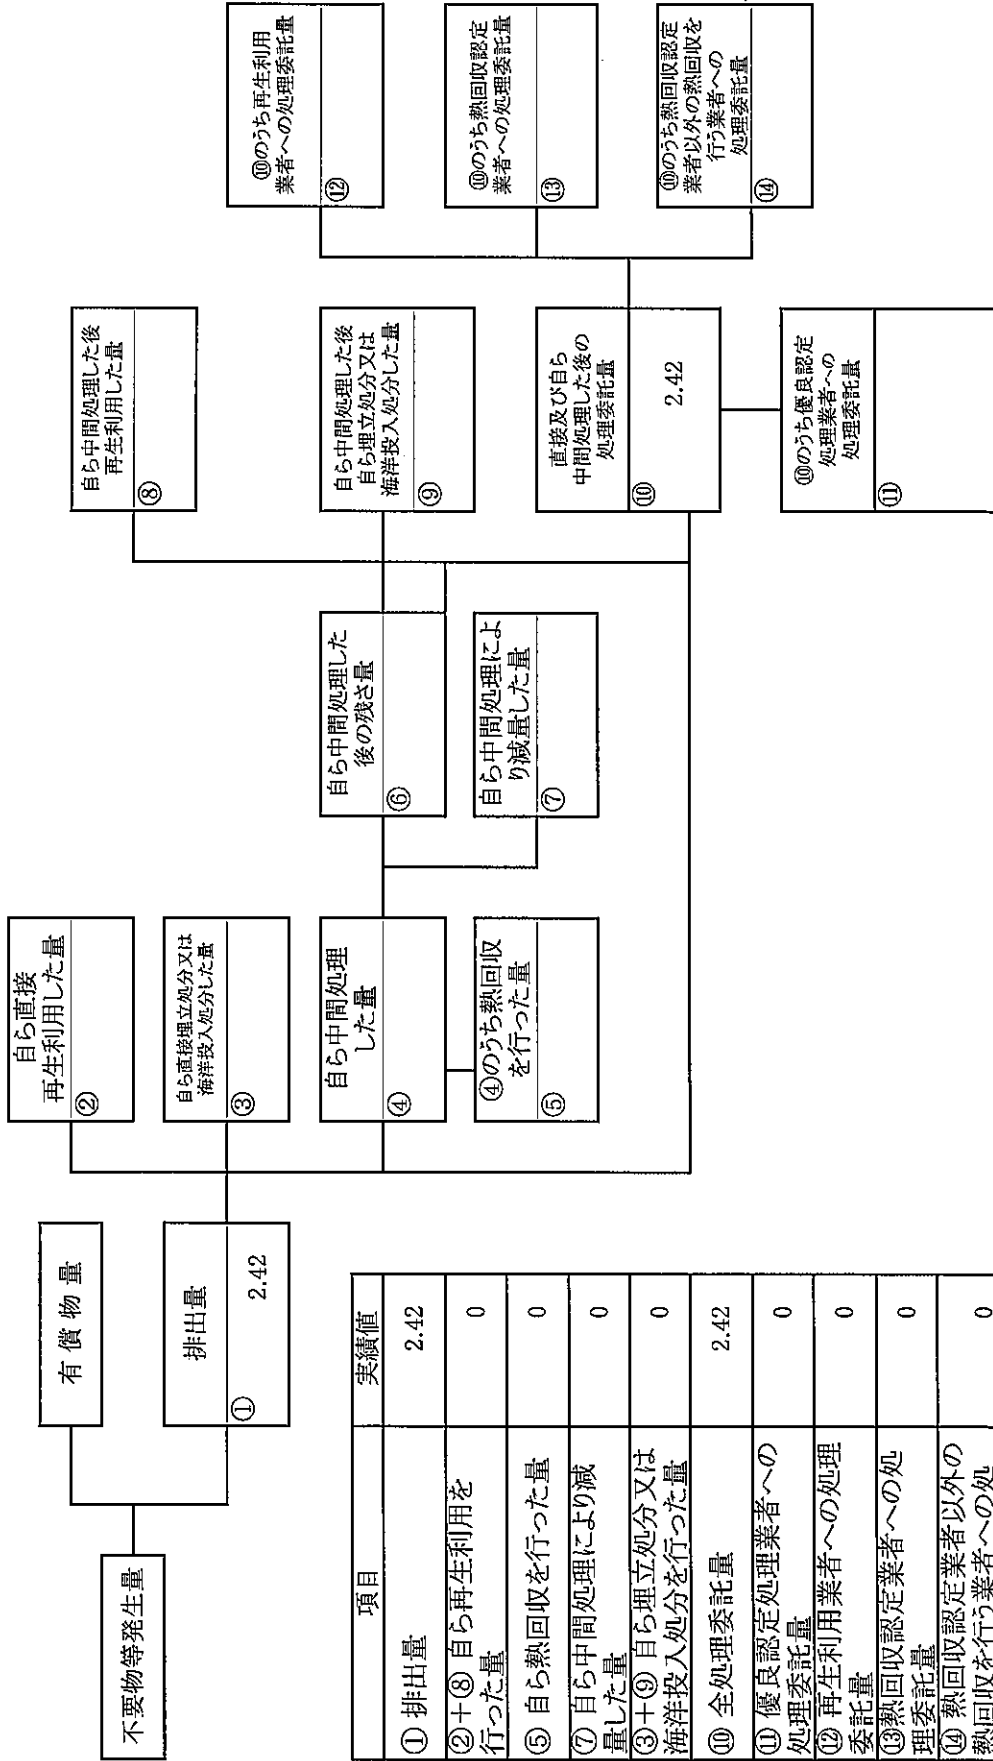 不要物等発生量
有償物量
排出量
①
2.42
自ら直接
再生利用した量
②
自ら直接埋立処分又は
海洋投入処分した量
③
自ら中間処理
した量
④
④のうち熱回収
を行った量
⑤
自ら中間処理した
後の残さ量
⑥
自ら中間処理によ
り減量した量
⑦
自ら中間処理した後
再生利用した量
⑧
自ら中間処理した後
自ら埋立処分又は
海洋投入処分した量
⑨
直接及び自ら
中間処理した後の
処理委託量
⑩
2.42
⑩のうち優良認定
処理業者への
処理委託量
⑪
⑩のうち再生利用
業者への処理委託量
⑫
⑩のうち熱回収認定
業者への処理委託量
⑬
⑩のうち熱回収認定
業者以外の熱回収を
行う業者への
処理委託量
⑭
項目 実績値
① 排出量 2.42
②+⑧ 自ら再生利用を
行った量 0
⑤ 自ら熱回収を行った量 0
⑦ 自ら中間処理により減
量した量 0
③+⑨ 自ら埋立処分又は
海洋投入処分を行った量 0
⑩ 全処理委託量 2.42
⑪ 優良認定処理業者への
処理委託量 0
⑫ 再生利用業者への処理
委託量 0
⑬熱回収認定業者への処
理委託量 0
⑭ 熱回収認定業者以外の
熱回収を行う業者への処 0